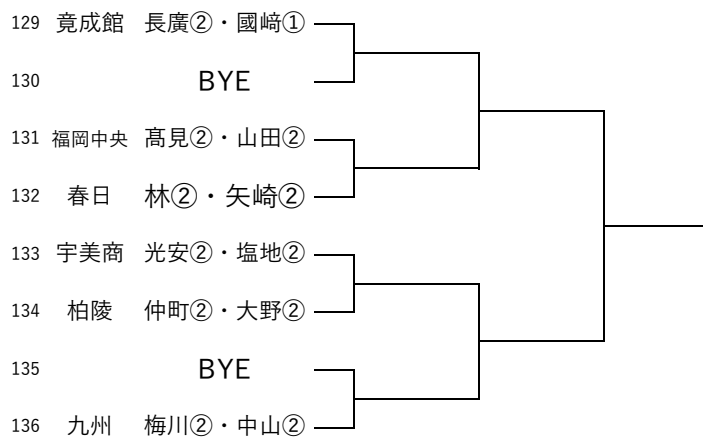 129 竟成館 長廣②・國﨑①
130 BYE
131 福岡中央 髙見②・山田②
132 春日 林②・矢崎②
133 宇美商 光安②・塩地②
134 柏陵 仲町②・大野②
135 BYE
136 九州 梅川②・中山②